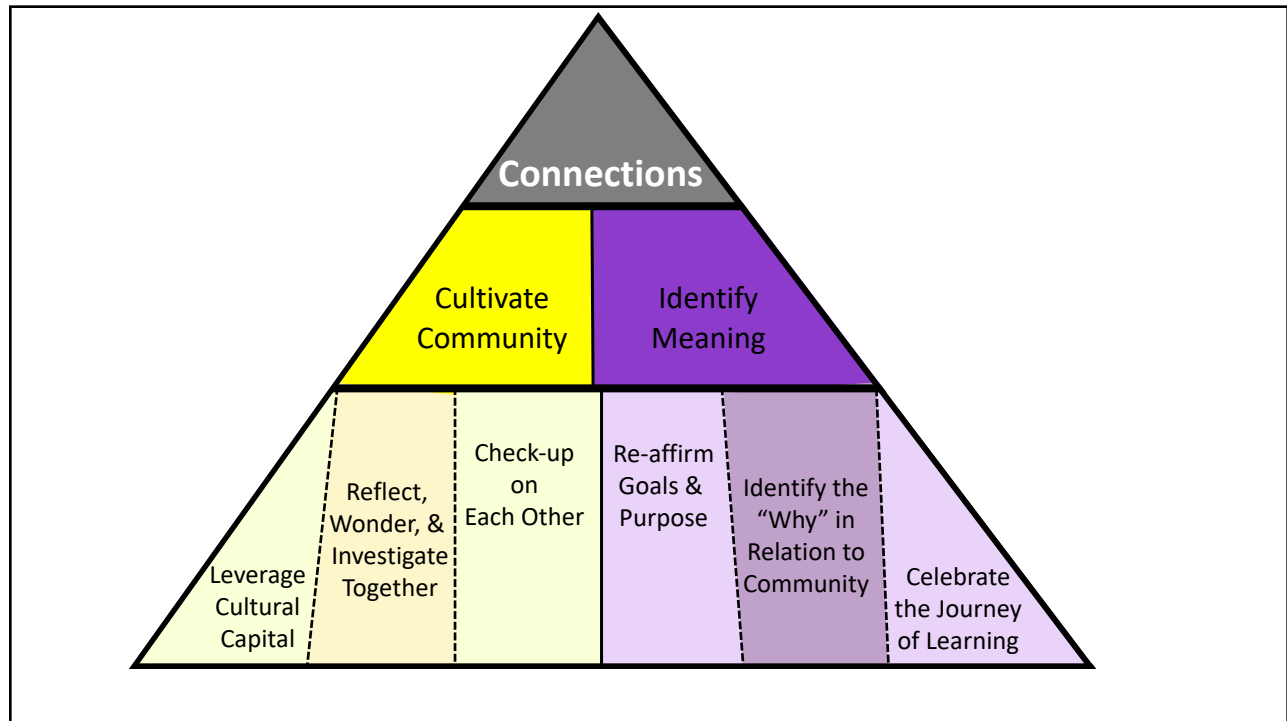 Connections
Cultivate
Community
Identify
Meaning
Leverage
Cultural
Capital
Reflect,
Wonder, &
Investigate
Together
Check-up
on
Each Other
Re-affirm
Goals &
Purpose
Identify the
“Why” in
Relation to
Community
Celebrate
the Journey
of Learning